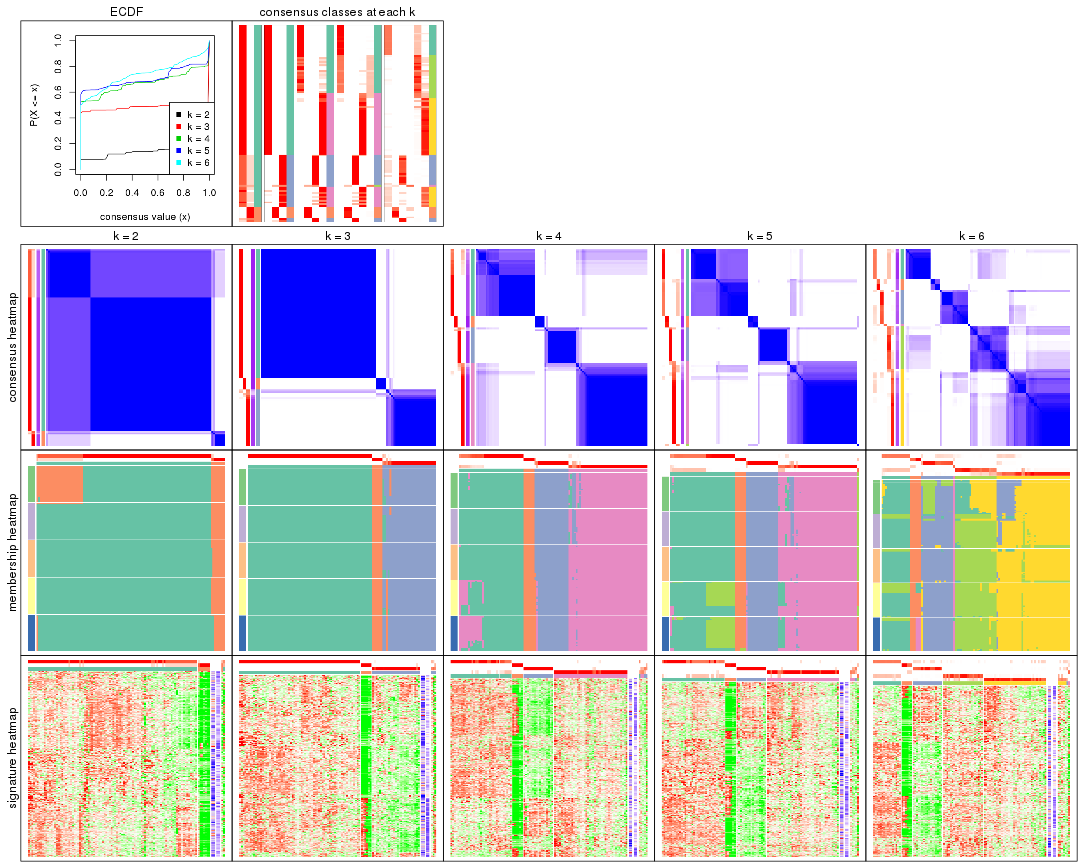 ECDF
consensus classes at each k
P(X <= x)
1.0
0.8
0.6
0.4
0.2
0.0
k = 2
k = 3
k = 4
k = 5
k = 6
0.0 0.2 0.4 0.6 0.8 1.0
consensus value (x)
k = 2
k = 3
k = 4
k = 5
k = 6
consensus heatmap
membership heatmap
signature heatmap